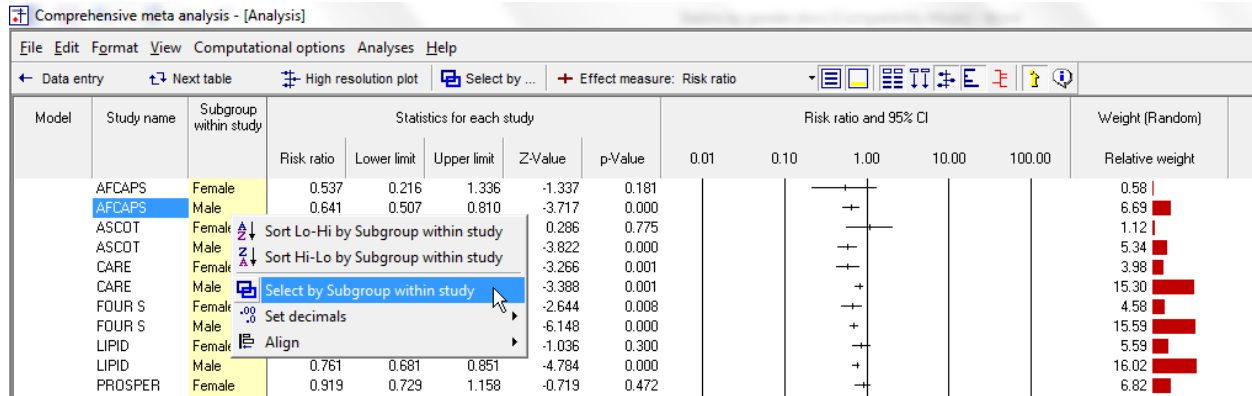 Comprehensive meta analysis - [Analysis]
File Edit Format View Computational options Analyses Help
Data entry Next table High resolution plot Select by ... Effect measure: Risk ratio
Model Study name Subgroup within study Statistics for each study Risk ratio and 95% CI Weight (Random)
Risk ratio Lower limit Upper limit Z-Value p-Value 0.01 0.10 1.00 10.00 100.00 Relative weight
AFCAPS Female 0.537 0.216 1.336 -1.337 0.181 0.58
AFCAPS Male 0.641 0.507 0.810 -3.717 0.000 6.69
ASCOT Female 0.286 0.775 1.12
Sort Lo-Hi by Subgroup within study
ASCOT Male -3.822 0.000 5.34
Sort Hi-Lo by Subgroup within study
CARE Female -3.266 0.001 3.98
CARE Male -3.388 0.001 15.30
Select by Subgroup within study
FOUR S Female -2.644 0.008 4.58
Set decimals
FOUR S Male -6.148 0.000 15.59
LIPID Female -1.036 0.300 5.59
Align
LIPID Male 0.761 0.681 0.851 -4.784 0.000 16.02
PROSPER Female 0.919 0.729 1.158 -0.719 0.472 6.82